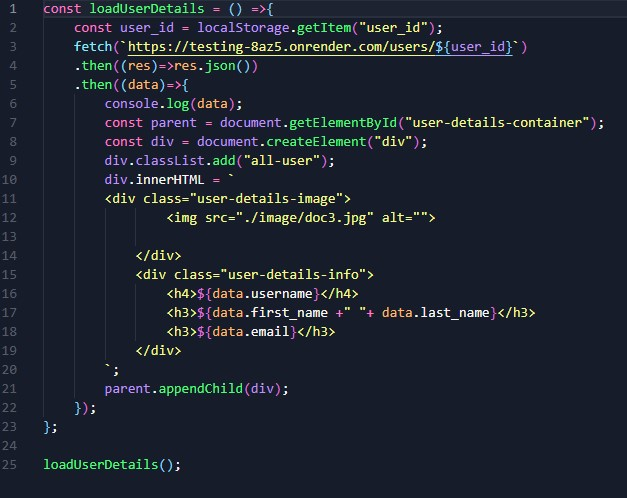 1 const loadUserDetails = () =>{
2     const user_id = localStorage.getItem("user_id");
3     fetch(`https://testing-8az5.onrender.com/users/${user_id}`)
4     .then((res)=>res.json())
5     .then((data)=>{
6         console.log(data);
7         const parent = document.getElementById("user-details-container");
8         const div = document.createElement("div");
9         div.classList.add("all-user");
10         div.innerHTML = `
11         <div class="user-details-image">
12                 <img src="./image/doc3.jpg" alt="">
13
14             </div>
15             <div class="user-details-info">
16                 <h4>${data.username}</h4>
17                 <h3>${data.first_name +" "+ data.last_name}</h3>
18                 <h3>${data.email}</h3>
19             </div>
20         `;
21         parent.appendChild(div);
22     });
23 };
24
25 loadUserDetails();